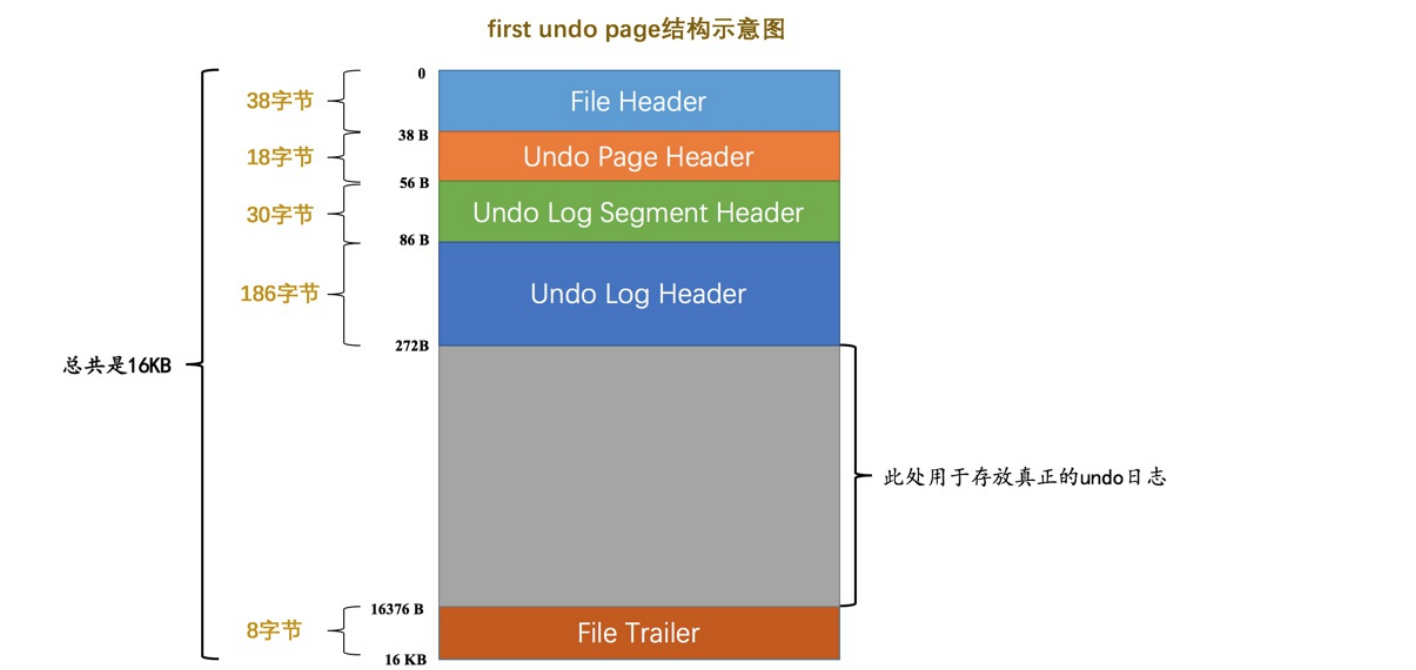 first undo page结构示意图
0
38字节
File Header
38 B
18字节
Undo Page Header
56 B
30字节
Undo Log Segment Header
86 B
186字节
Undo Log Header
272B
总共是16KB
此处用于存放真正的undo日志
16376 B
8字节
File Trailer
16 KB